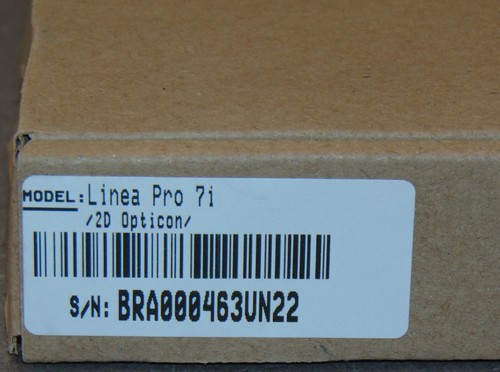 MODEL: Linea Pro 7i
/2D Opticon/
S/N: BRA000463UN22